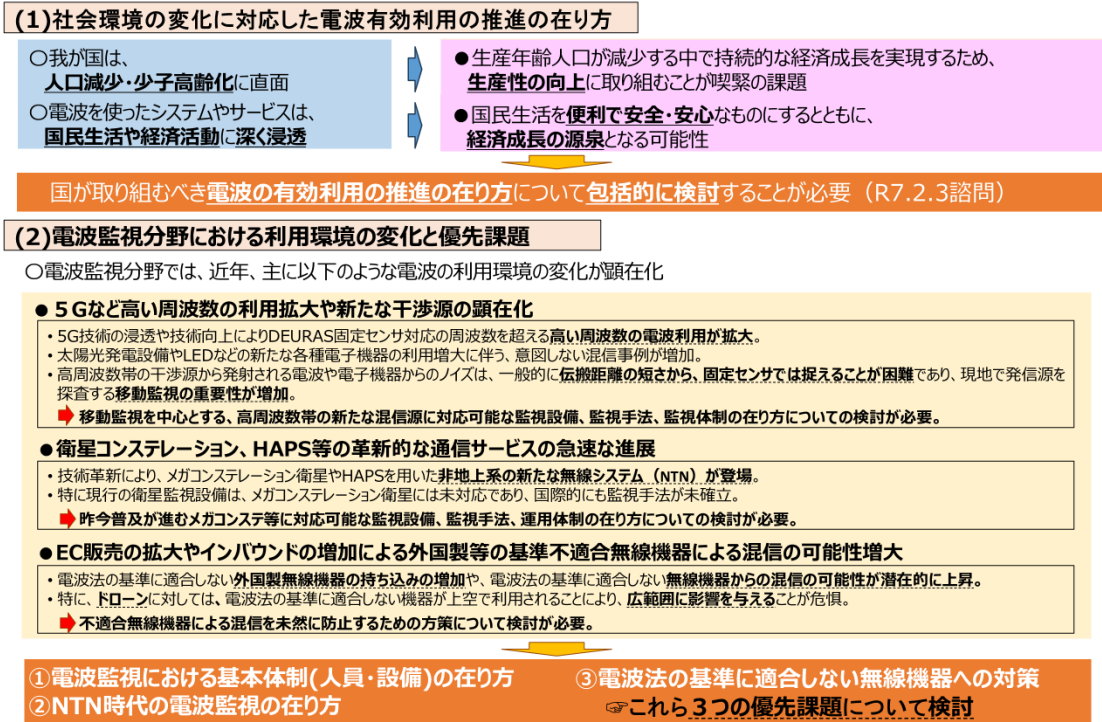 (1)社会環境の変化に対応した電波有効利用の推進の在り方
〇我が国は、
人口減少・少子高齢化に直面
〇電波を使ったシステムやサービスは、
国民生活や経済活動に深く浸透
●生産年齢人口が減少する中で持続的な経済成長を実現するため、
生産性の向上に取り組むことが喫緊の課題
●国民生活を便利で安全・安心なものにするとともに、
経済成長の源泉となる可能性
国が取り組むべき電波の有効利用の推進の在り方について包括的に検討することが必要（R7.2.3諮問）
(2)電波監視分野における利用環境の変化と優先課題
〇電波監視分野では、近年、主に以下のような電波の利用環境の変化が顕在化
●５Gなど高い周波数の利用拡大や新たな干渉源の顕在化
・5G技術の浸透や技術向上によりDEURAS固定センサ対応の周波数を超える高い周波数の電波利用が拡大。
・太陽光発電設備やLEDなどの新たな各種電子機器の利用増大に伴う、意図しない混信事例が増加。
・高周波数帯の干渉源から発射される電波や電子機器からのノイズは、一般的に伝搬距離の短さから、固定センサでは捉えることが困難であり、現地で発信源を
探査する移動監視の重要性が増加。
移動監視を中心とする、高周波数帯の新たな混信源に対応可能な監視設備、監視手法、監視体制の在り方についての検討が必要。
●衛星コンステレーション、HAPS等の革新的な通信サービスの急速な進展
・技術革新により、メガコンステレーション衛星やHAPSを用いた非地上系の新たな無線システム（NTN）が登場。
・特に現行の衛星監視設備は、メガコンステレーション衛星には未対応であり、国際的にも監視手法が未確立。
昨今普及が進むメガコンステ等に対応可能な監視設備、監視手法、運用体制の在り方についての検討が必要。
●EC販売の拡大やインバウンドの増加による外国製等の基準不適合無線機器による混信の可能性増大
・電波法の基準に適合しない外国製無線機器の持ち込みの増加や、電波法の基準に適合しない無線機器からの混信の可能性が潜在的に上昇。
・特に、ドローンに対しては、電波法の基準に適合しない機器が上空で利用されることにより、広範囲に影響を与えることが危惧。
不適合無線機器による混信を未然に防止するための方策について検討が必要。
①電波監視における基本体制(人員・設備)の在り方
②NTN時代の電波監視の在り方
③電波法の基準に適合しない無線機器への対策
☞これら３つの優先課題について検討